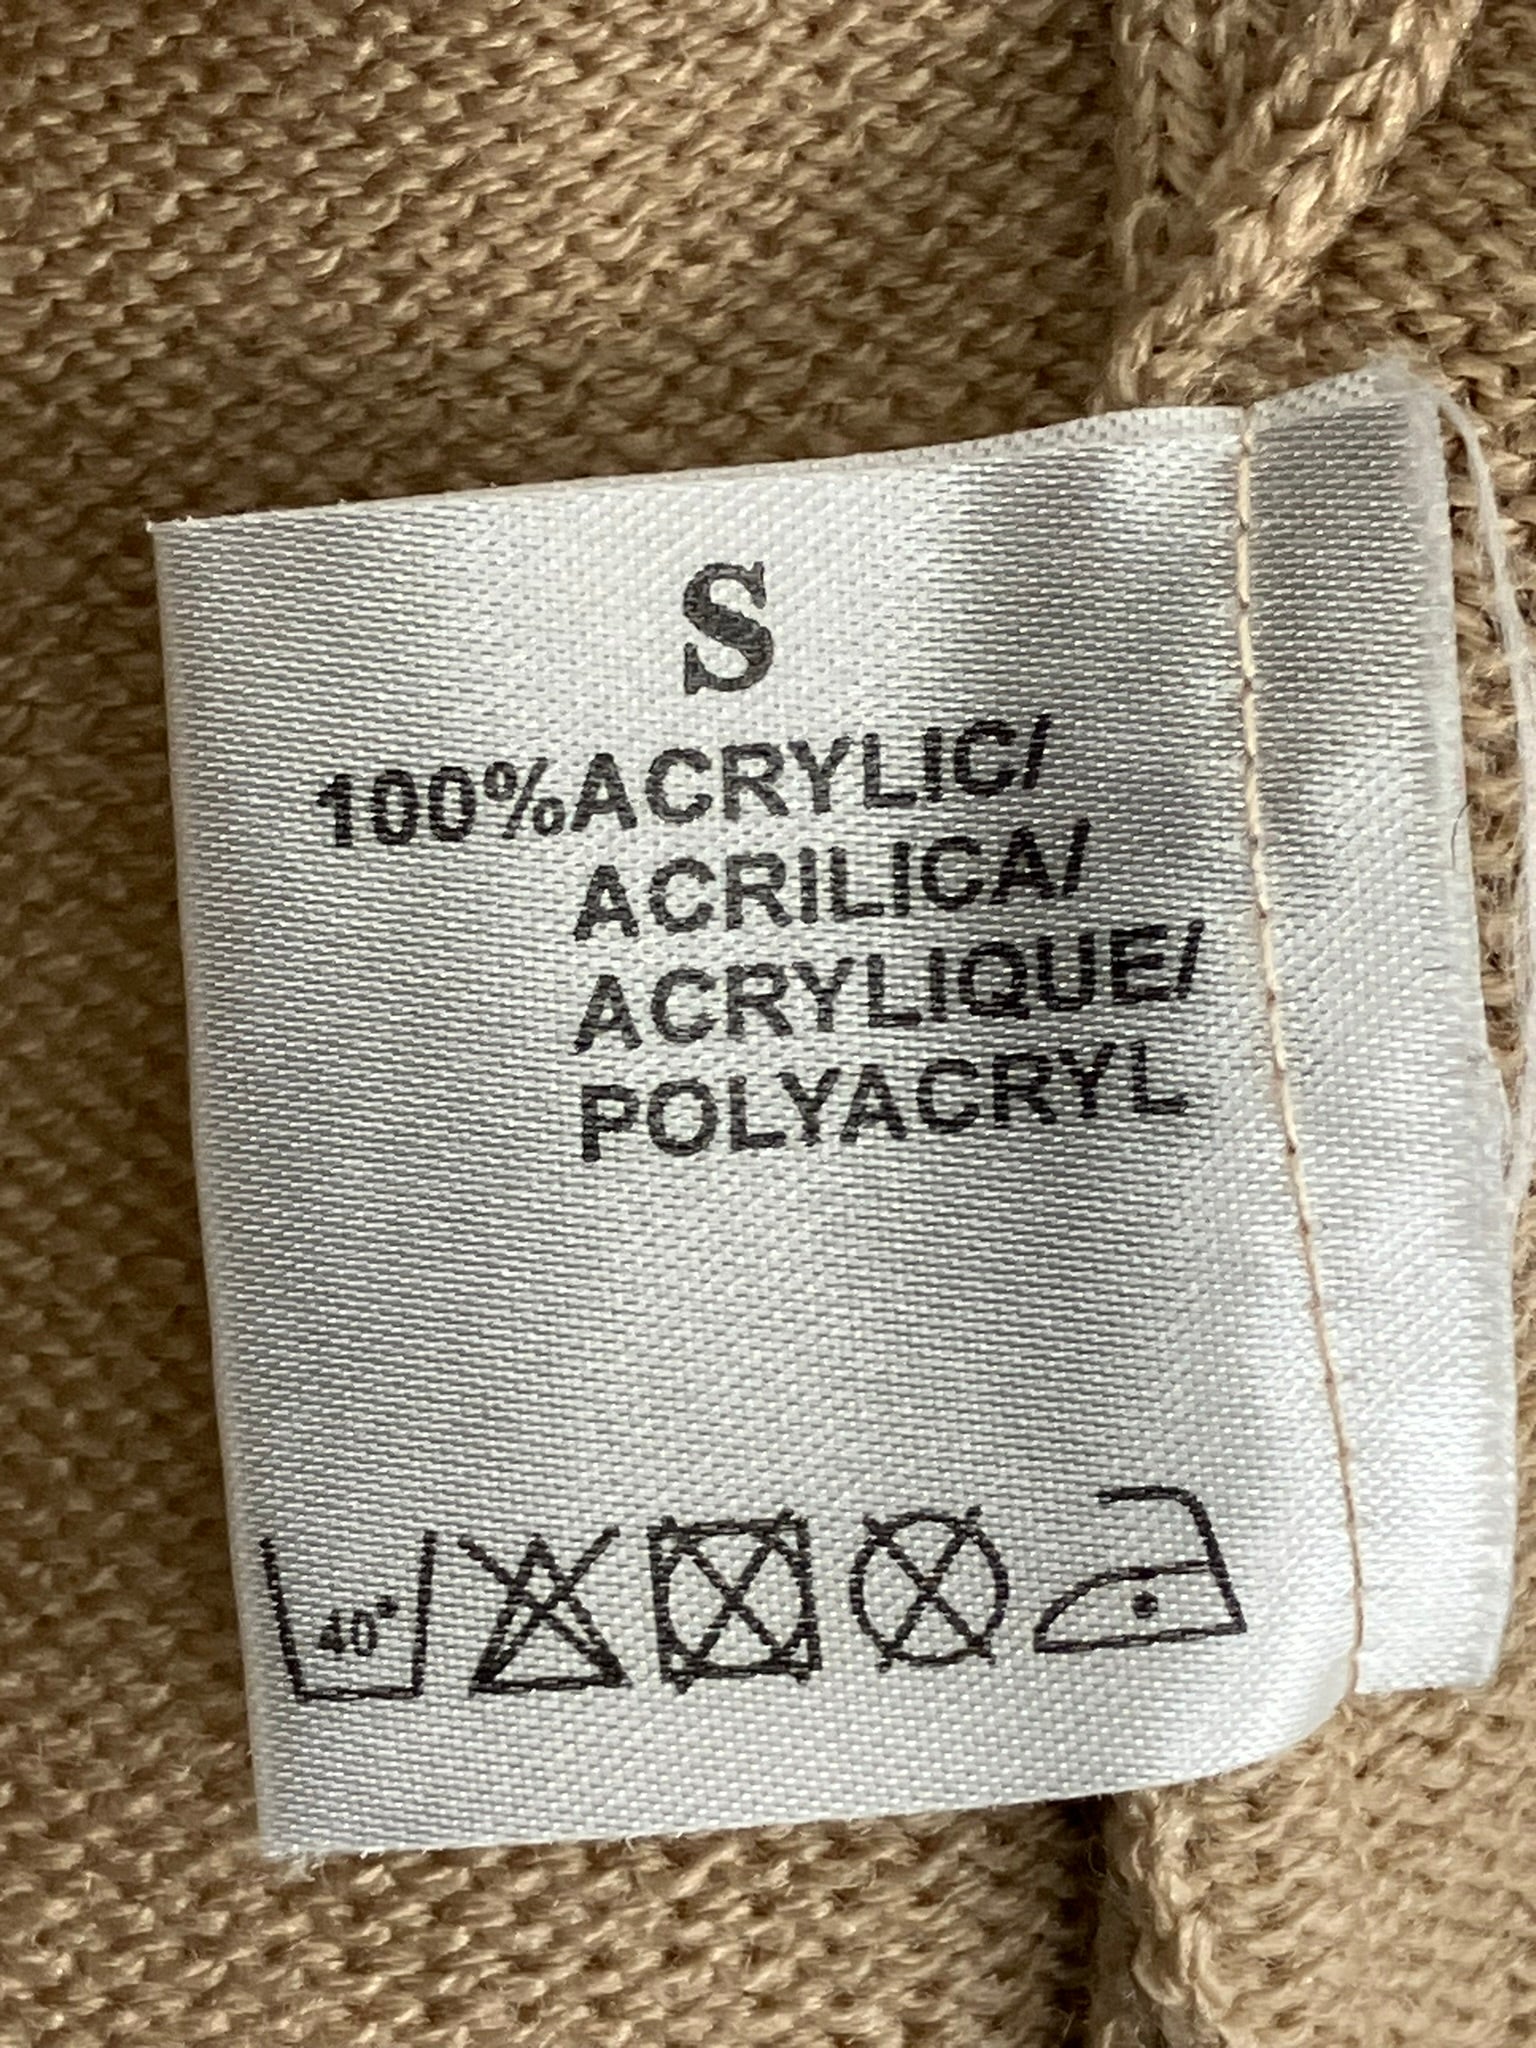 S
100%ACRYLIC/
ACRILICA/
ACRYLIQUE/
POLYACRYL
40°